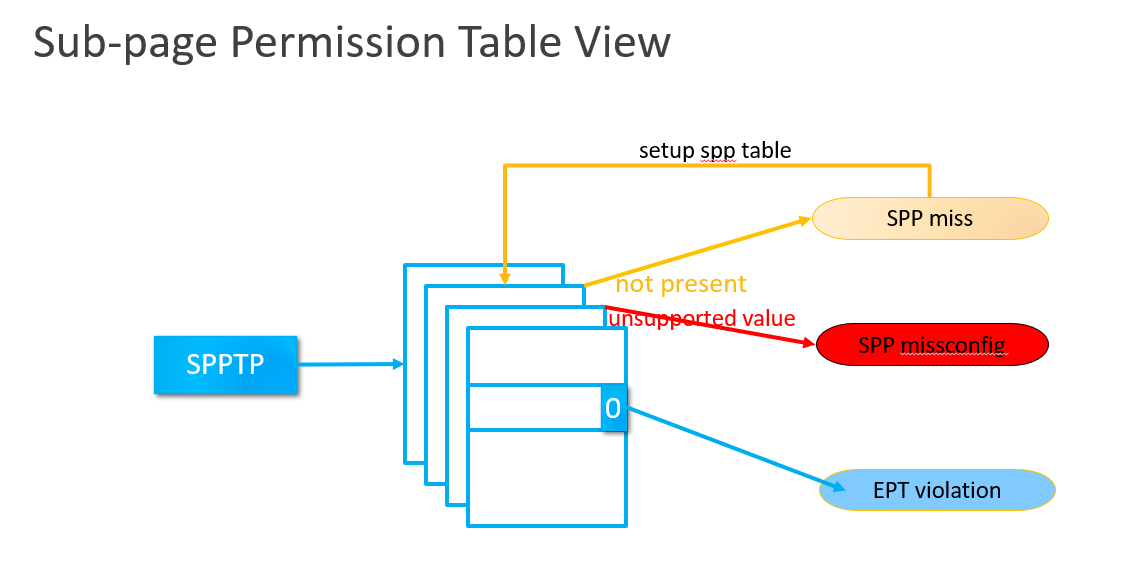 Sub-page Permission Table View
setup spp table
SPP miss
not present
unsupported value
SPP missconfig
SPPTP
0
EPT violation